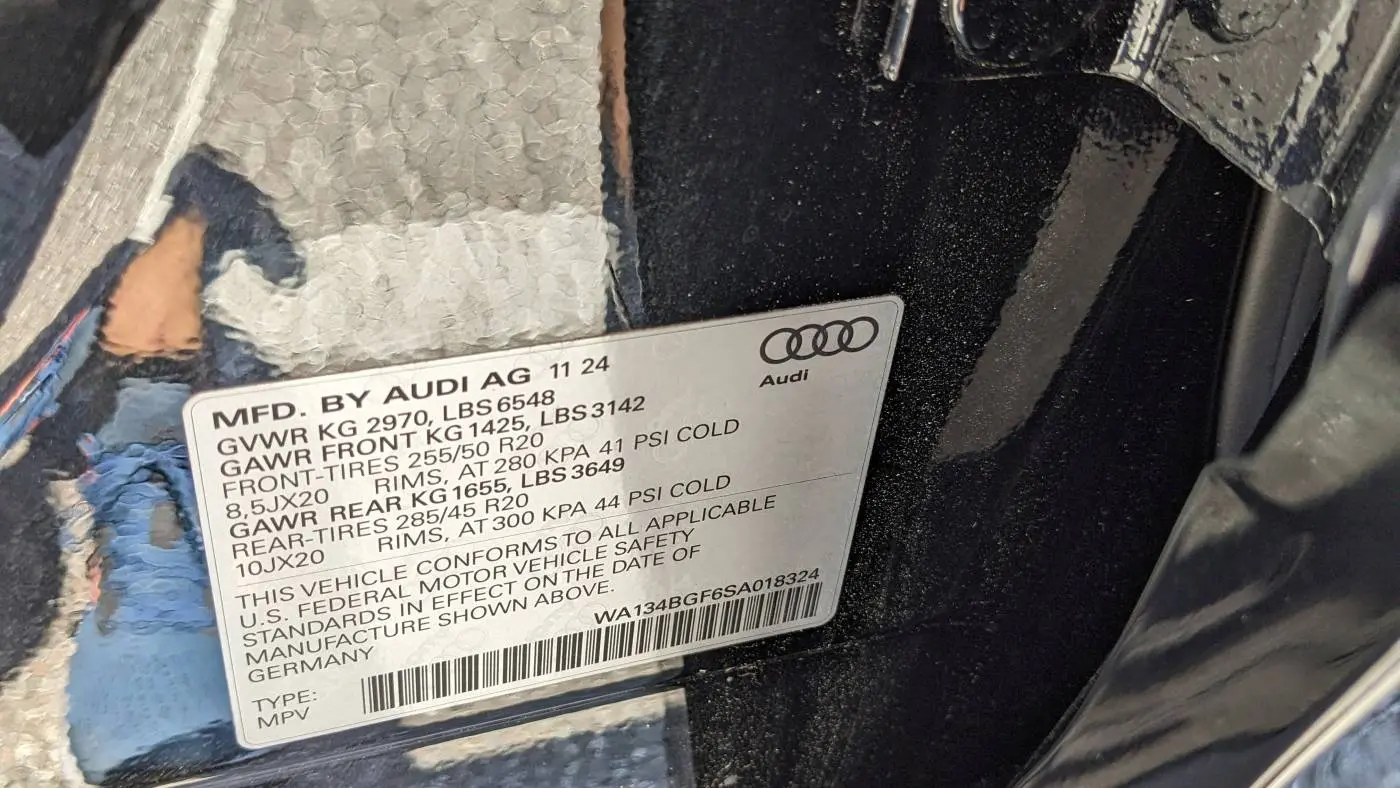 MFD. BY AUDI AG 11 24
Audi
GVWR KG 2970, LBS 6548
GAWR FRONT KG 1425, LBS 3142
FRONT-TIRES 255/50 R20
8,5JX20 RIMS, AT 280 KPA 41 PSI COLD
GAWR REAR KG 1655, LBS 3649
REAR-TIRES 285/45 R20
10JX20 RIMS, AT 300 KPA 44 PSI COLD
THIS VEHICLE CONFORMS TO ALL APPLICABLE
U.S. FEDERAL MOTOR VEHICLE SAFETY
STANDARDS IN EFFECT ON THE DATE OF
MANUFACTURE SHOWN ABOVE.
GERMANY
WA134BGF6SA018324
TYPE:
MPV